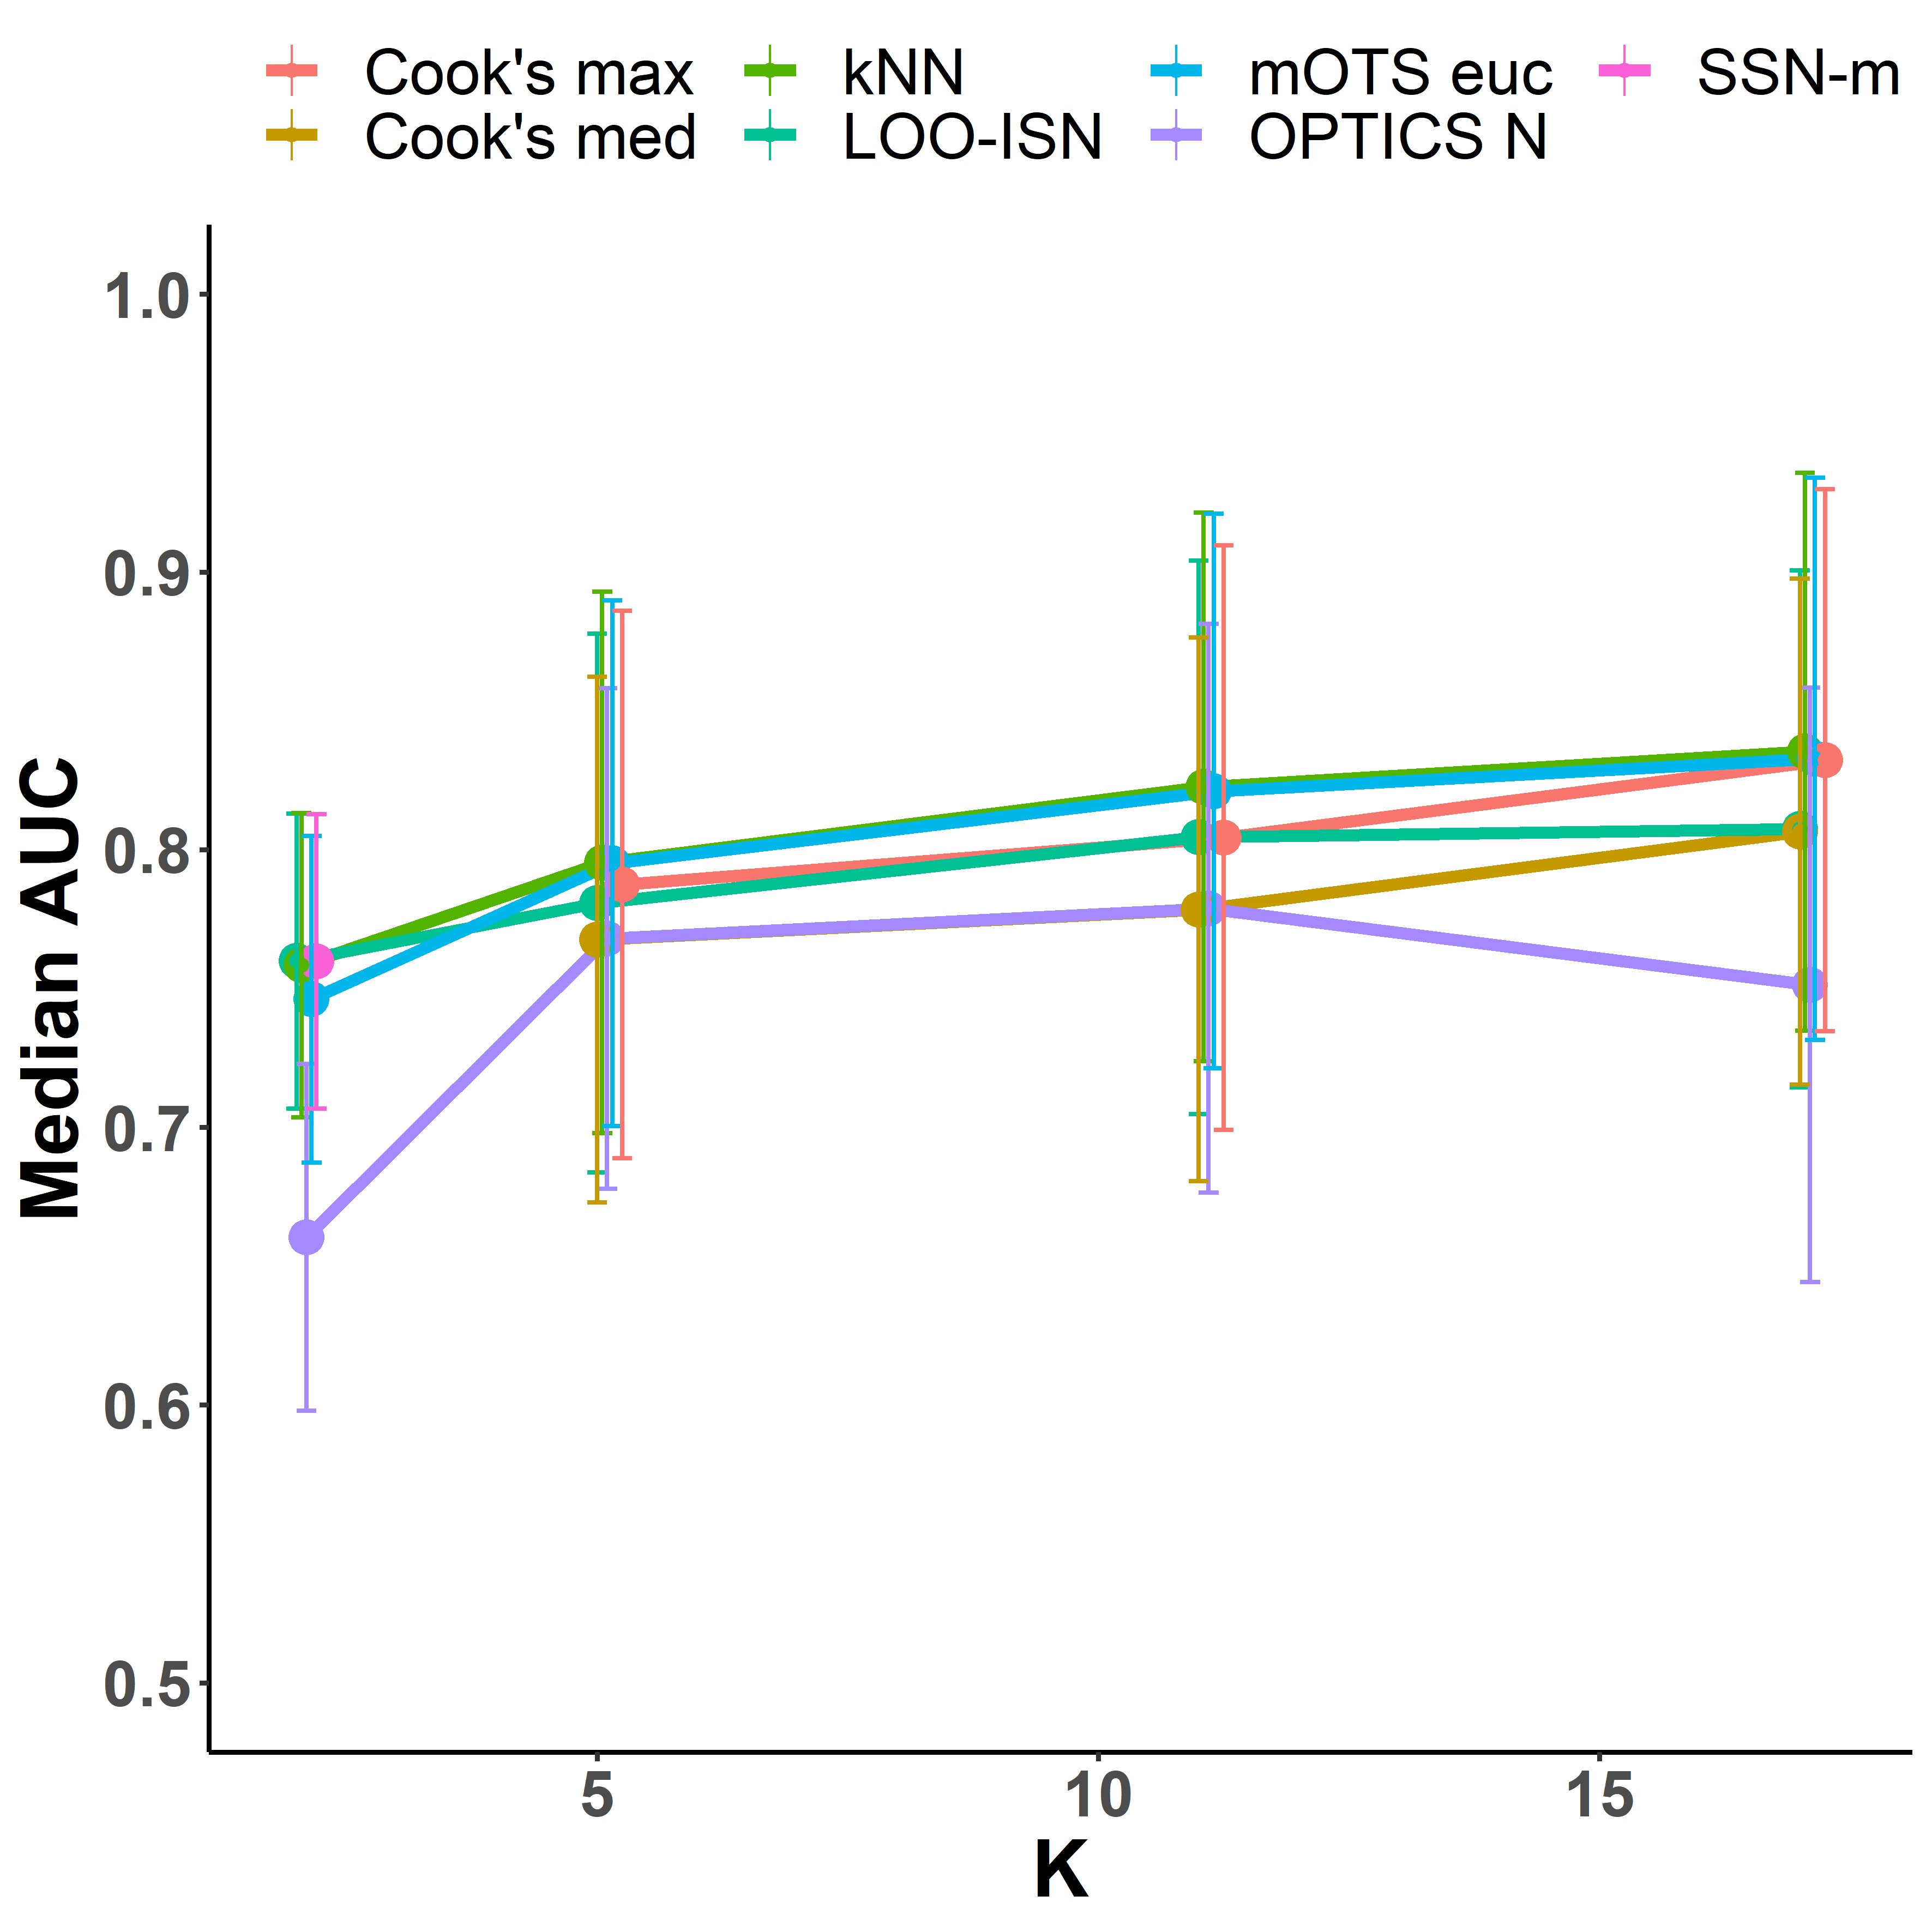 Cook's max kNN mOTS euc SSN-m
Cook's med LOO-ISN OPTICS N
1.0
0.9
0.8
0.7
0.6
0.5
Median AUC
5 10 15
K